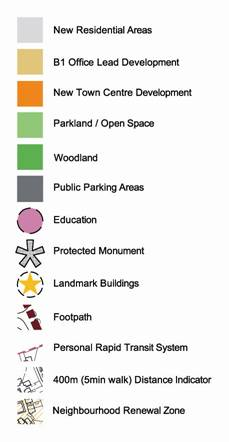 New Residential Areas
B1 Office Lead Development
New Town Centre Development
Parkland / Open Space
Woodland
Public Parking Areas
Education
Protected Monument
Landmark Buildings
Footpath
Personal Rapid Transit System
400m (5min walk) Distance Indicator
Neighbourhood Renewal Zone